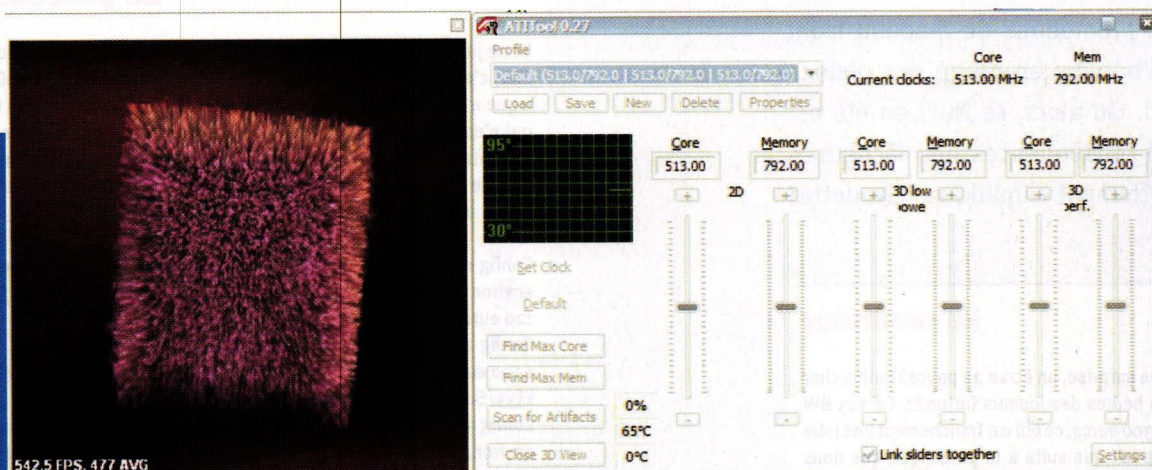 ATITool 0.27
Profile
Default (513.0/792.0 | 513.0/792.0 | 513.0/792.0)
Load Save New Delete Properties
Core Mem
Current clocks: 513.00 MHz 792.00 MHz
95°
30°
Core Memory Core Memory Core Memory
513.00 792.00 513.00 792.00 513.00 792.00
2D 3D low 3D
owe erf.
Set Clock
Default
Find Max Core
Find Max Mem
Scan for Artifacts 0%
65°C
Close 3D View 0°C
Link sliders together Settings
542.5 FPS, 477 AVG